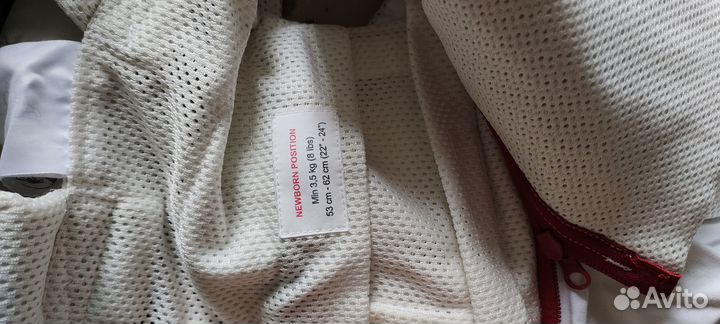 NEWBORN POSITION
Min 3,5 kg (8 lbs)
53 cm - 62 cm (22" - 24")
Avito